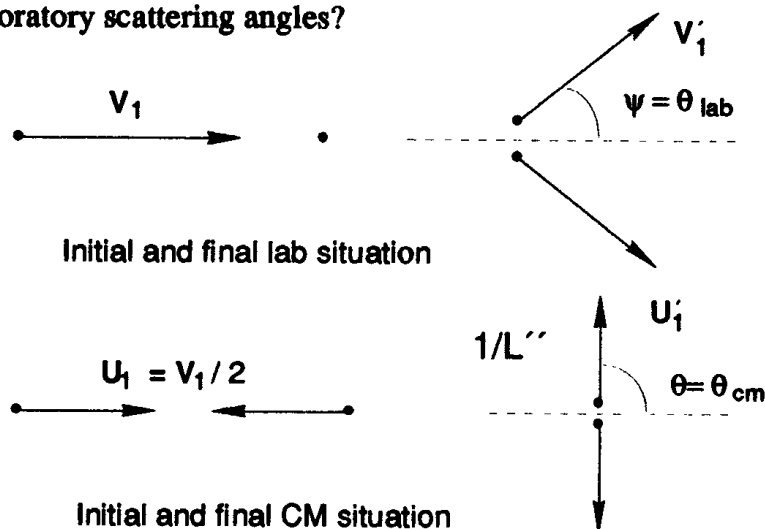 oratory scattering angles?
V₁
V₁′
ψ = θ lab
Initial and final lab situation
U₁ = V₁ / 2
1/L′′
U₁′
θ= θ cm
Initial and final CM situation